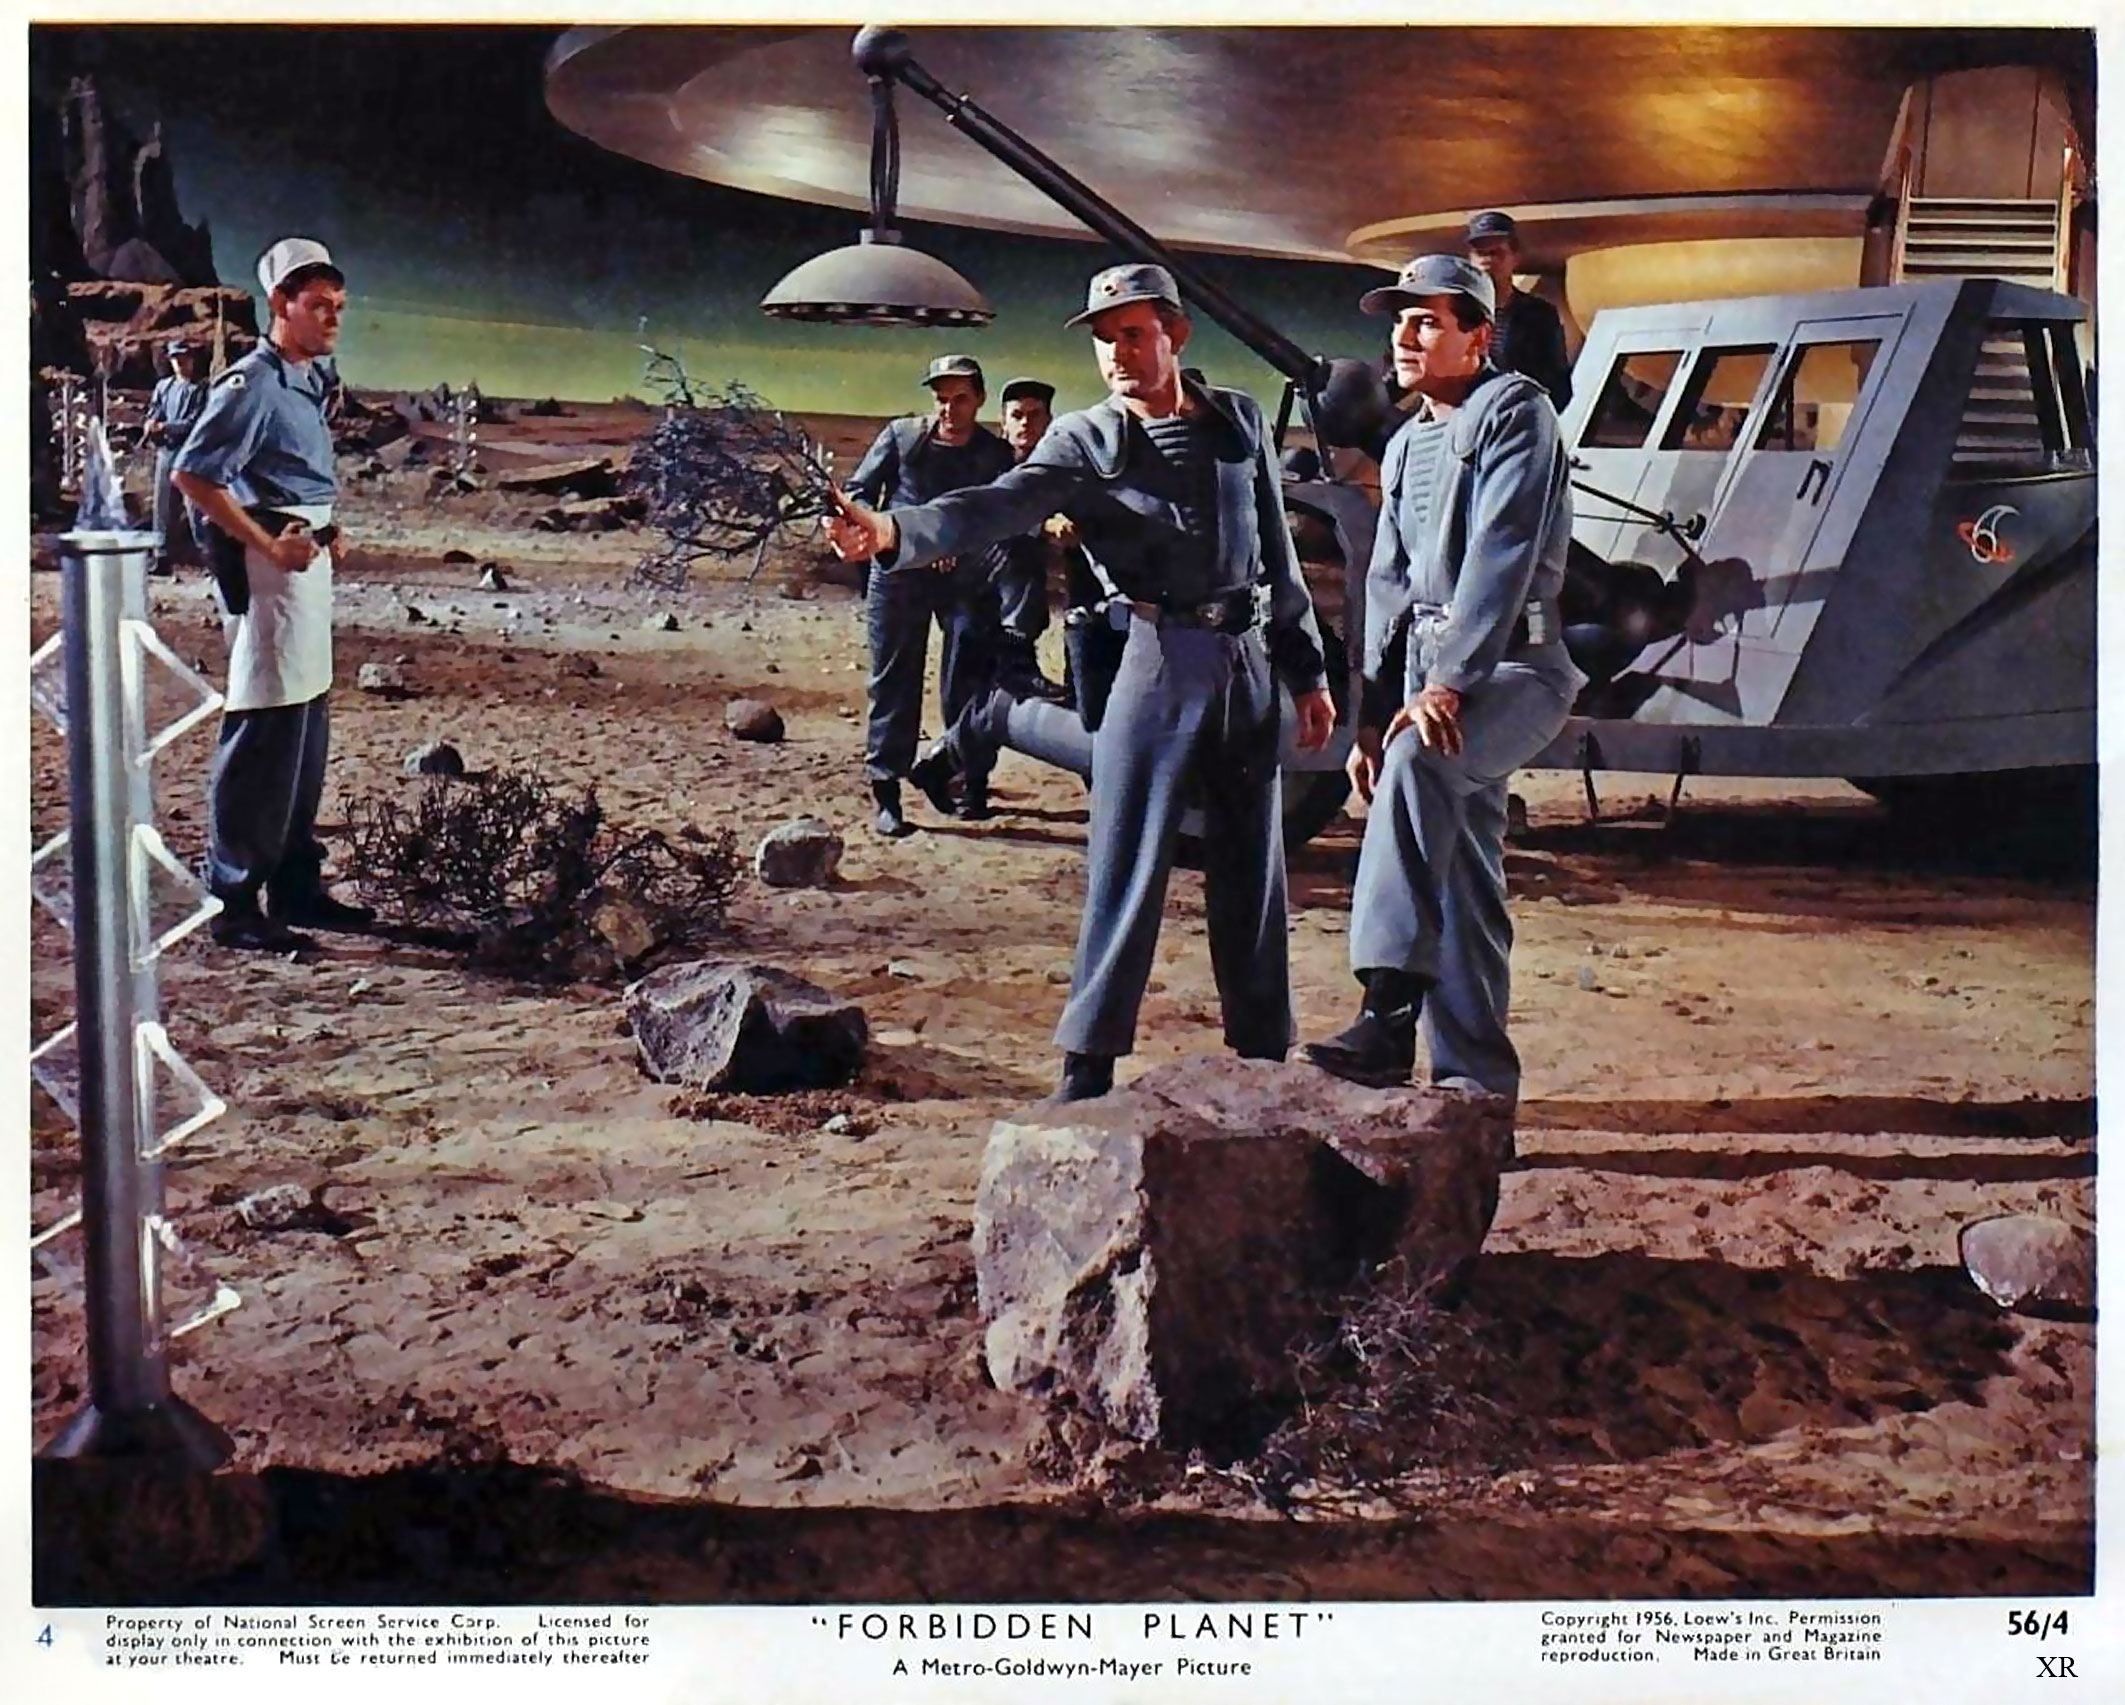 4
Property of National Screen Service Corp. Licensed for
display only in connection with the exhibition of this picture
at your theatre. Must be returned immediately thereafter
"FORBIDDEN PLANET"
A Metro-Goldwyn-Mayer Picture
Copyright 1956, Loew's Inc. Permission
granted for Newspaper and Magazine
reproduction. Made in Great Britain
56/4
XR